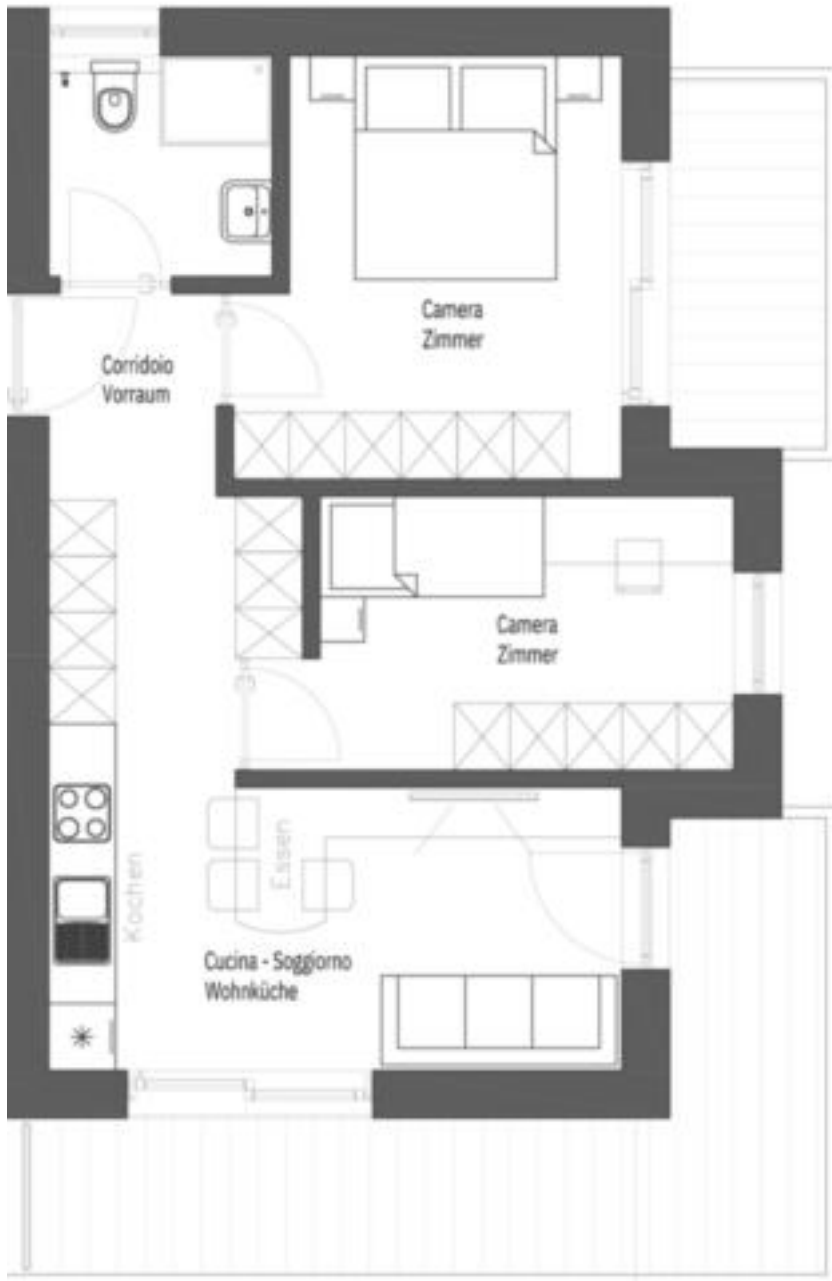 Camera
Zimmer
Corridoio
Vorraum
Camera
Zimmer
Essen
Kochen
Cucina - Soggiorno
Wohnküche